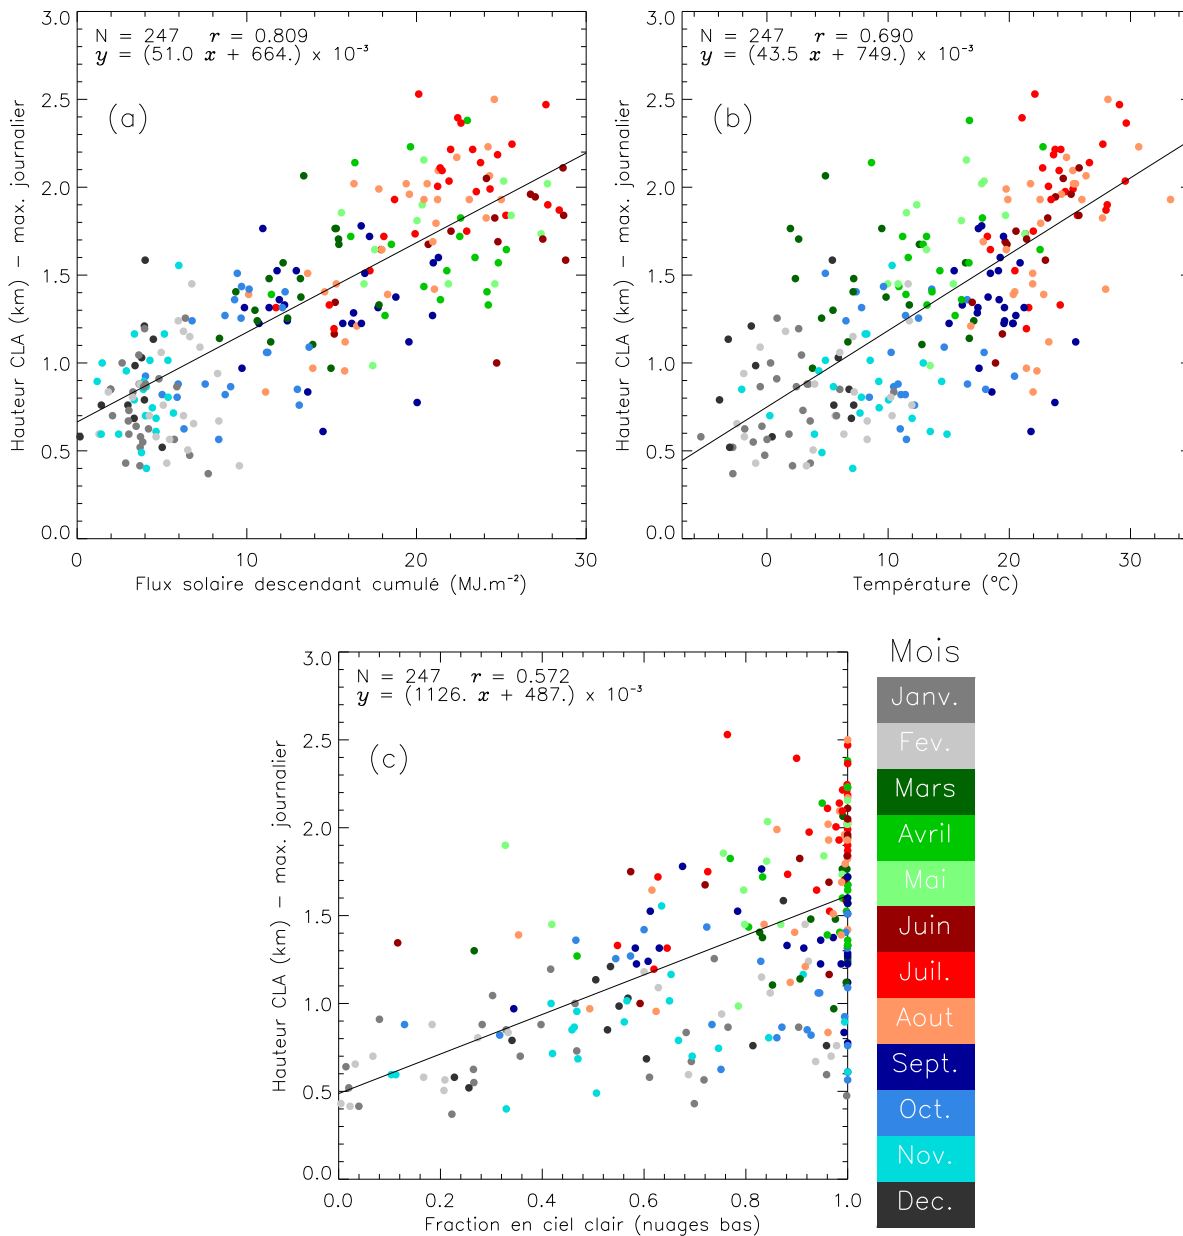 N = 247 r = 0.809
y = (51.0 x + 664.) x 10⁻³
(a)
3.0
2.5
2.0
1.5
1.0
0.5
0.0
Hauteur CLA (km) – max. journalier
0 10 20 30
Flux solaire descendant cumulé (MJ.m⁻²)
N = 247 r = 0.690
y = (43.5 x + 749.) x 10⁻³
(b)
3.0
2.5
2.0
1.5
1.0
0.5
0.0
Hauteur CLA (km) – max. journalier
0 10 20 30
Température (°C)
N = 247 r = 0.572
y = (1126. x + 487.) x 10⁻³
(c)
3.0
2.5
2.0
1.5
1.0
0.5
0.0
Hauteur CLA (km) – max. journalier
0.0 0.2 0.4 0.6 0.8 1.0
Fraction en ciel clair (nuages bas)
Mois
Janv.
Fev.
Mars
Avril
Mai
Juin
Juil.
Aout
Sept.
Oct.
Nov.
Dec.